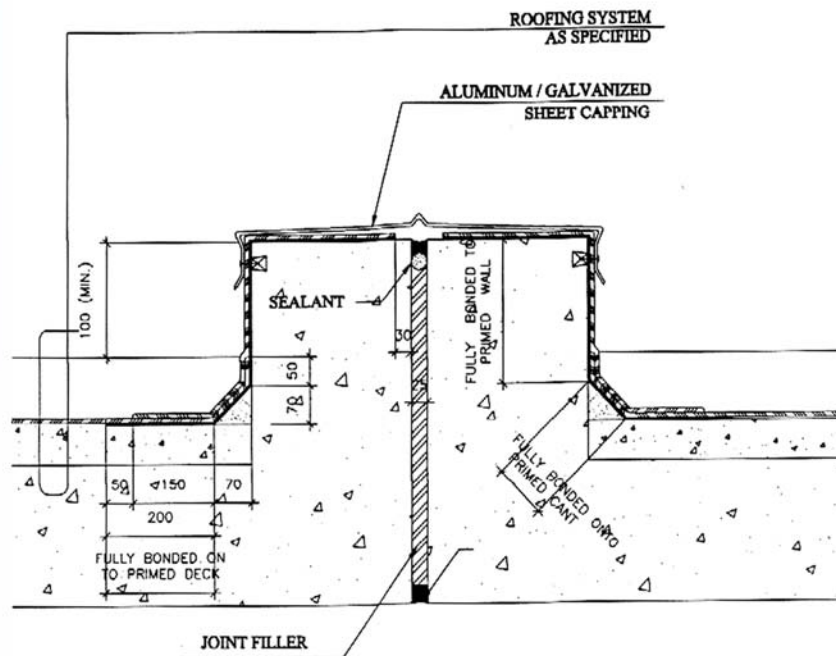 ROOFING SYSTEM
AS SPECIFIED
ALUMINUM / GALVANIZED
SHEET CAPPING
100 (MIN.)
SEALANT
FULLY BONDED TO
PRIMED WALL
30
50
25
70
50
150
70
200
FULLY BONDED ON
TO PRIMED DECK
FULLY BONDED ONTO
PRIMED CANT
JOINT FILLER